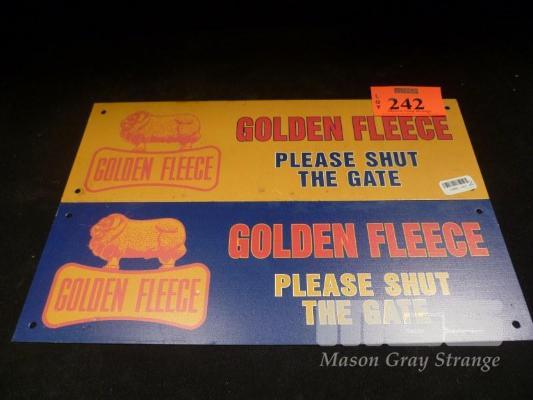 LOT
242
GOLDEN FLEECE
GOLDEN FLEECE
PLEASE SHUT
THE GATE
GOLDEN FLEECE
GOLDEN FLEECE
PLEASE SHUT
THE GATE
Mason Gray Strange